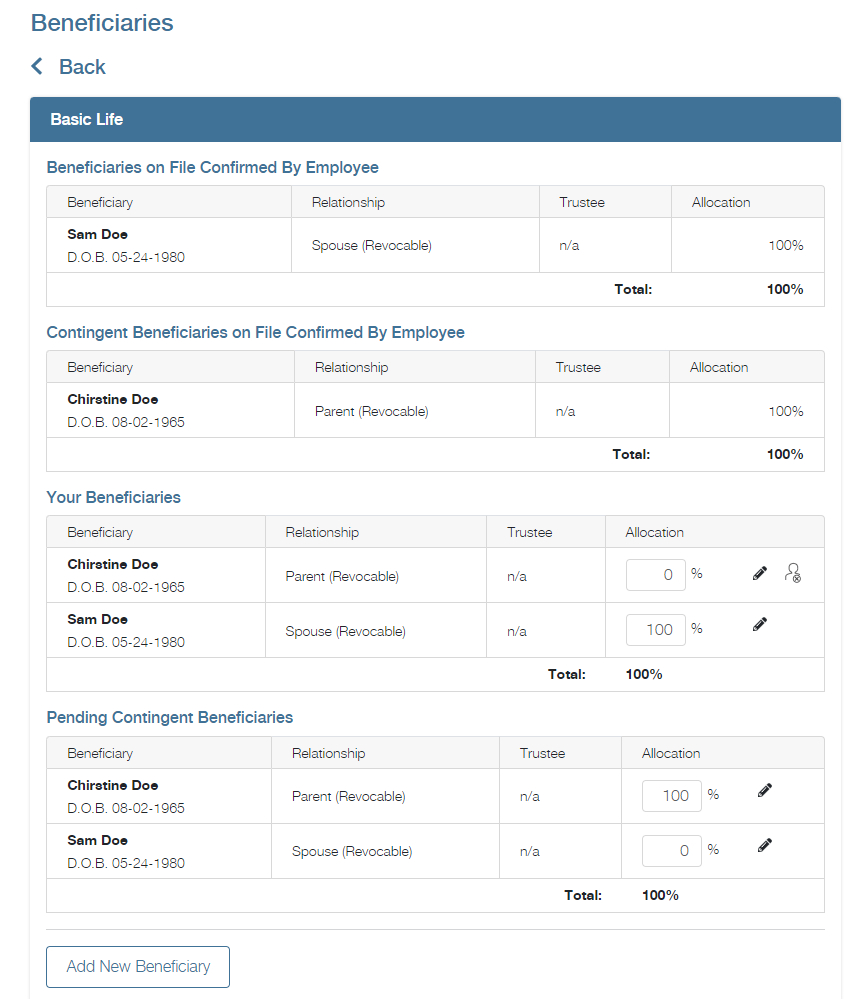 Beneficiaries
Back
Basic Life
Beneficiaries on File Confirmed By Employee
Beneficiary Relationship Trustee Allocation
Sam Doe
D.O.B. 05-24-1980
Spouse (Revocable) n/a 100%
Total: 100%
Contingent Beneficiaries on File Confirmed By Employee
Beneficiary Relationship Trustee Allocation
Chirstine Doe
D.O.B. 08-02-1965
Parent (Revocable) n/a 100%
Total: 100%
Your Beneficiaries
Beneficiary Relationship Trustee Allocation
Chirstine Doe
D.O.B. 08-02-1965
Parent (Revocable) n/a 0 %
Sam Doe
D.O.B. 05-24-1980
Spouse (Revocable) n/a 100 %
Total: 100%
Pending Contingent Beneficiaries
Beneficiary Relationship Trustee Allocation
Chirstine Doe
D.O.B. 08-02-1965
Parent (Revocable) n/a 100 %
Sam Doe
D.O.B. 05-24-1980
Spouse (Revocable) n/a 0 %
Total: 100%
Add New Beneficiary